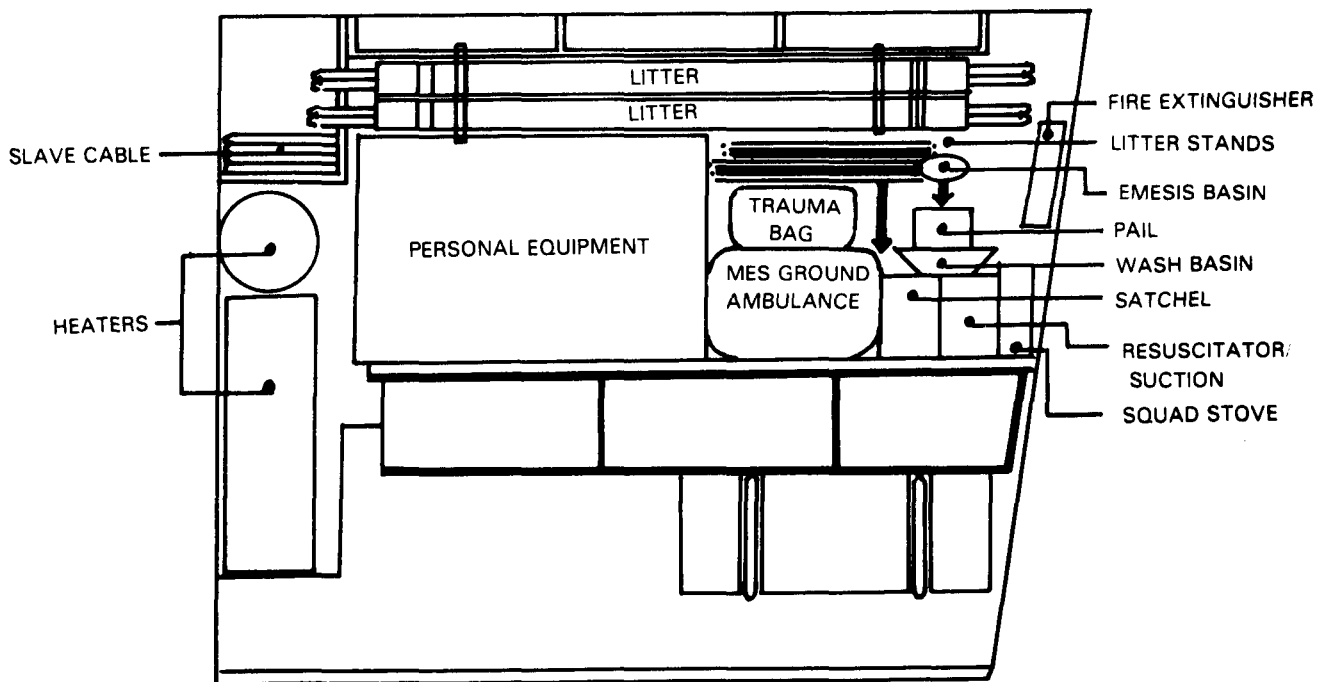 LITTER
LITTER
SLAVE CABLE
HEATERS
PERSONAL EQUIPMENT
TRAUMA
BAG
MES GROUND
AMBULANCE
FIRE EXTINGUISHER
LITTER STANDS
EMESIS BASIN
PAIL
WASH BASIN
SATCHEL
RESUSCITATOR/
SUCTION
SQUAD STOVE